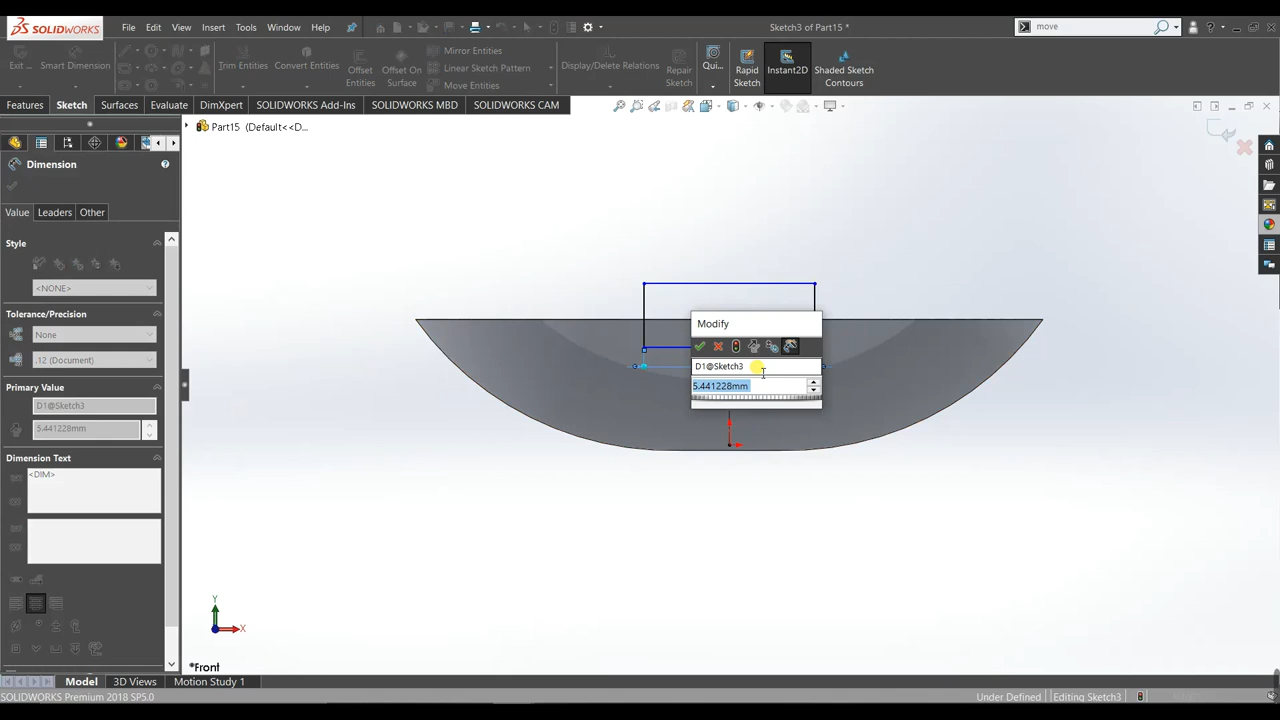 SOLIDWORKS
File Edit View Insert Tools Window Help
Sketch3 of Part15 *
move
Exit ...
Smart Dimension
Trim Entities
Convert Entities
Offset Entities
Offset On Surface
Mirror Entities
Linear Sketch Pattern
Move Entities
Display/Delete Relations
Repair Sketch
Qui...
Rapid Sketch
Instant2D
Shaded Sketch Contours
Features Sketch Surfaces Evaluate DimXpert SOLIDWORKS Add-Ins SOLIDWORKS MBD SOLIDWORKS CAM
Part15 (Default<<D...
Dimension
Value Leaders Other
Style
<NONE>
Tolerance/Precision
None
.12 (Document)
Primary Value
D1@Sketch3
5.441228mm
Dimension Text
<DIM>
Modify
D1@Sketch3
5.441228mm
Y
X
*Front
Model 3D Views Motion Study 1
SOLIDWORKS Premium 2018 SP5.0
Under Defined Editing Sketch3